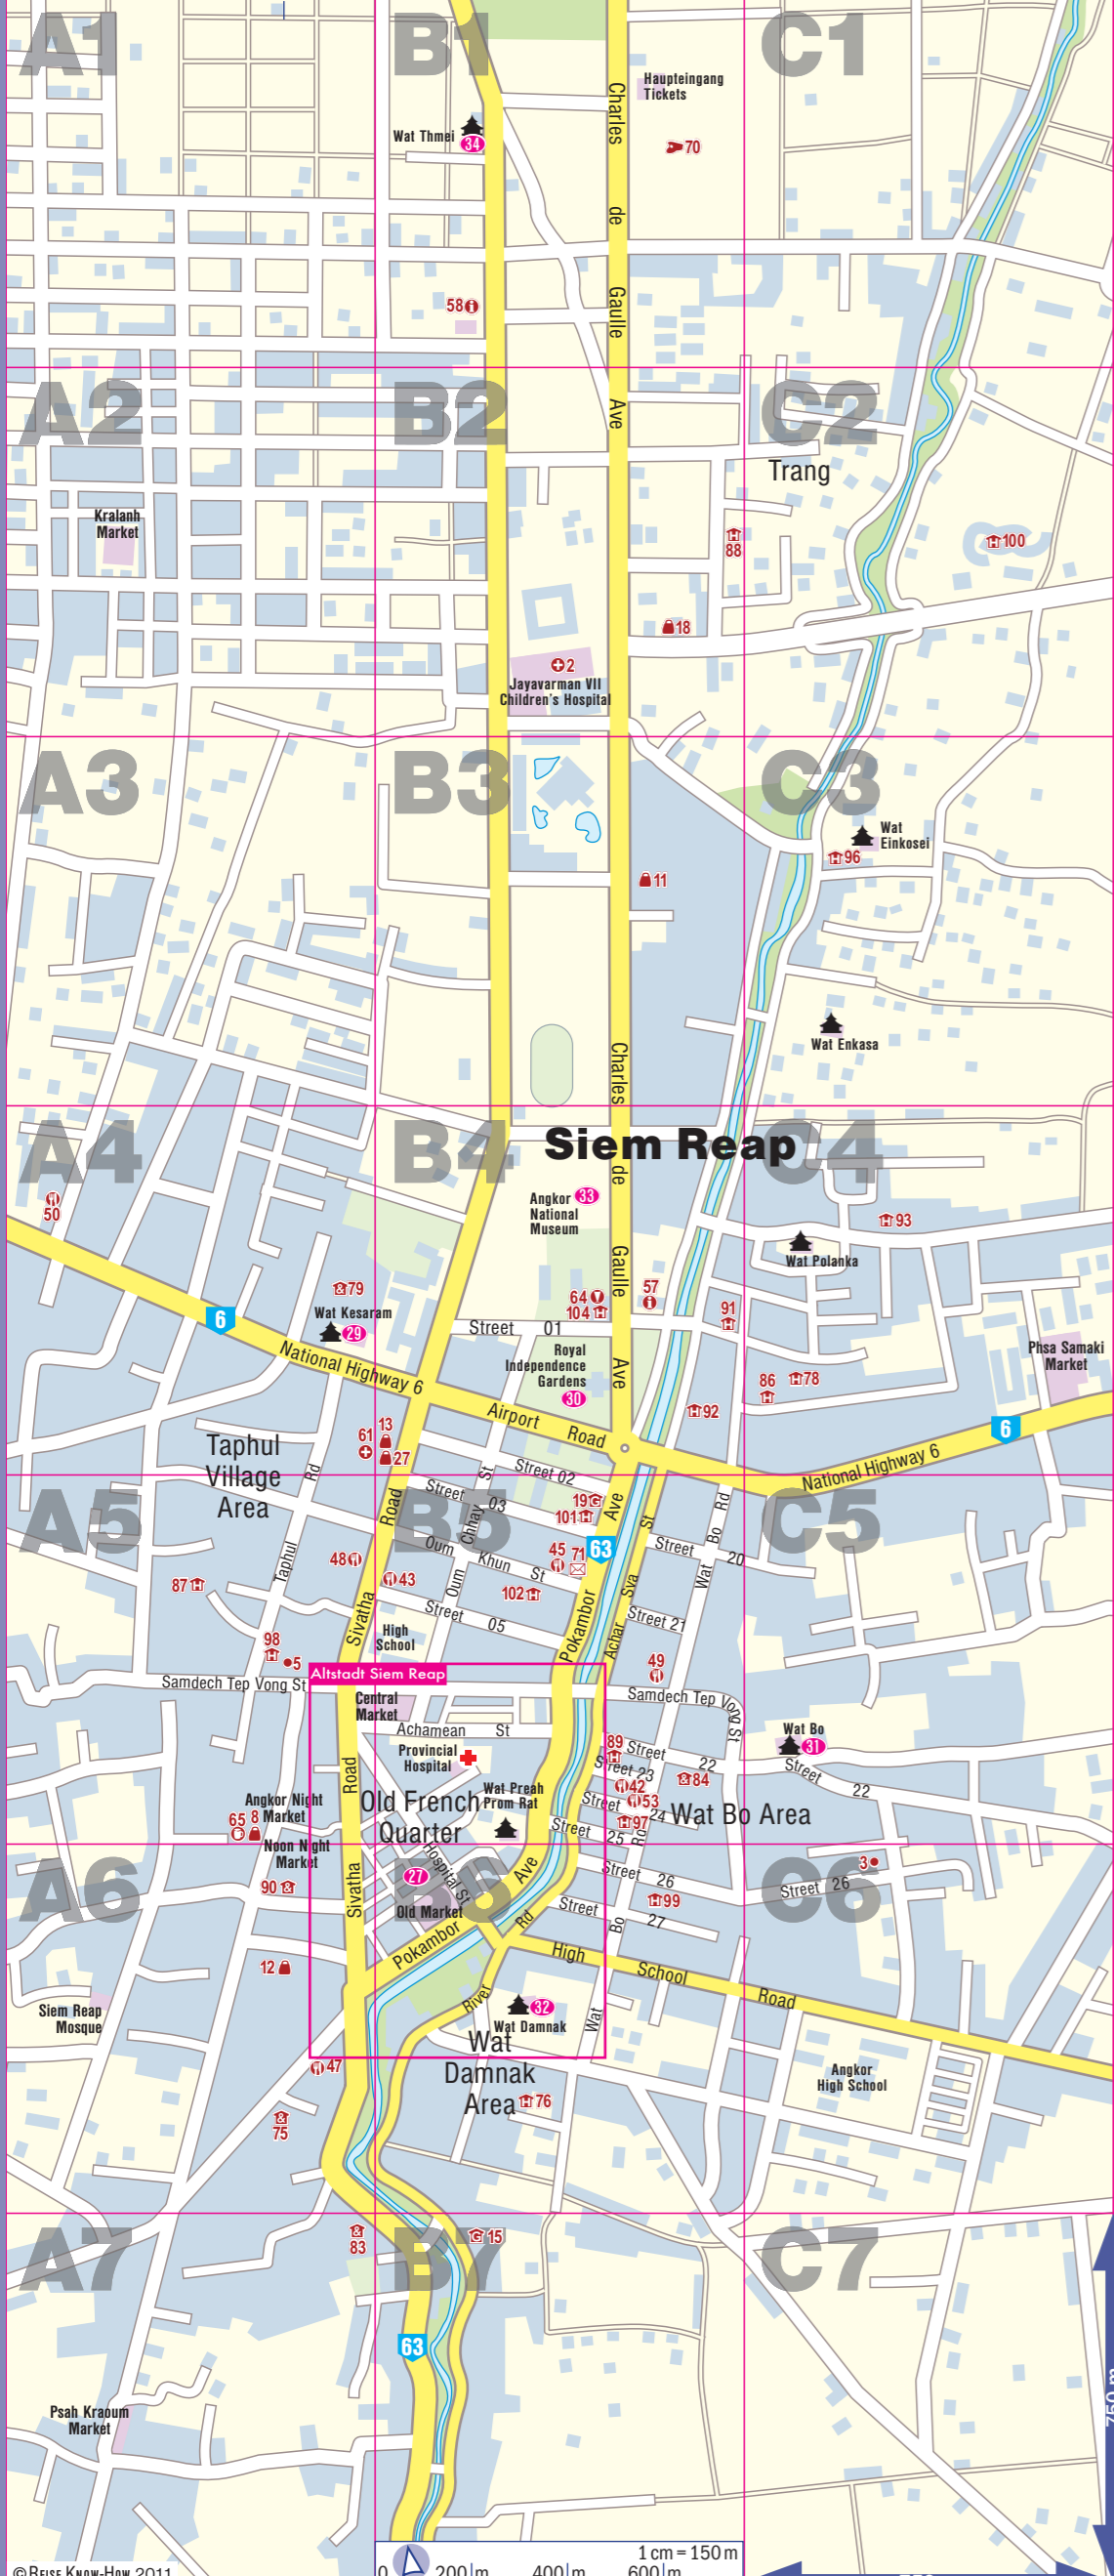 A1
B1
C1
Haupteingang
Tickets
70
Wat Thmei
34
Charles
de
Gaulle
Ave
58
A2
B2
C2
Trang
Kralanh
Market
88
100
18
2
Jayavarman VII
Children's Hospital
A3
B3
C3
Wat
Einkosei
96
11
Wat Enkasa
Charles
de
Gaulle
Ave
A4
B4
C4
Siem Reap
50
Angkor
National
Museum
33
93
Wat Polanka
79
64
104
57
91
Wat Kesaram
29
6
Street 01
Royal
Independence
Gardens
30
Phsa Samaki
Market
National Highway 6
86
78
92
Airport Road
6
National Highway 6
61
13
27
Taphul
Village
Area
A5
B5
C5
Street 02
Street 03
Oum Khun St
Street 05
Oum Chhay St
Taphul Rd
Sivatha Road
19
101
Ave
63
45
71
48
43
102
87
High
School
Pokambor
Achar Sva St
Wat Bo Rd
Street 20
Street 21
49
98
5
Samdech Tep Vong St
Altstadt Siem Reap
Samdech Tep Vong St
Central
Market
Achamean St
Provincial
Hospital
Wat Preah
Prom Rat
Old French
Quarter
89
Street 22
Street 23
42
84
53
Street 24
97
Street 25
Wat Bo
31
Street 22
Wat Bo Area
Angkor Night
Market
65
8
Noon Night
Market
Road
Sivatha
A6
B6
C6
90
27
Hospital St
Old Market
Pokambor Ave
Street 26
99
Street 27
3
Street 26
Wat Bo Rd
12
River Rd
High School Road
Siem Reap
Mosque
32
Wat Damnak
Wat
Damnak
Area
47
76
75
Angkor
High School
A7
B7
C7
83
15
63
Psah Kraoum
Market
750 m
1 cm = 150 m
0 200 m 400 m 600 m
© REISE KNOW-HOW 2011